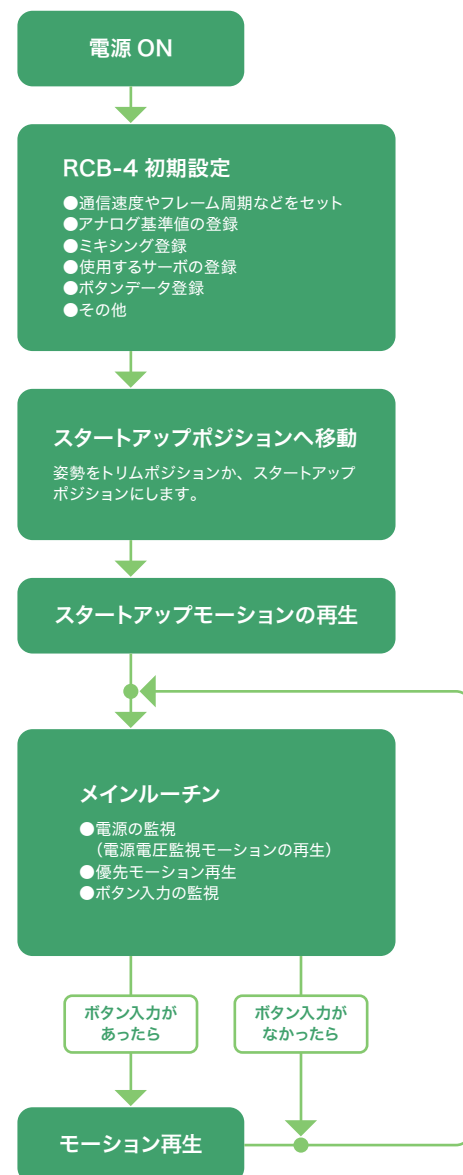 電源 ON
RCB-4 初期設定
●通信速度やフレーム周期などをセット
●アナログ基準値の登録
●ミキシング登録
●使用するサーボの登録
●ボタンデータ登録
●その他
スタートアップポジションへ移動
姿勢をトリムポジションか、スタートアップ
ポジションにします。
スタートアップモーションの再生
メインルーチン
●電源の監視
（電源電圧監視モーションの再生）
●優先モーション再生
●ボタン入力の監視
ボタン入力が
あったら
ボタン入力が
なかったら
モーション再生